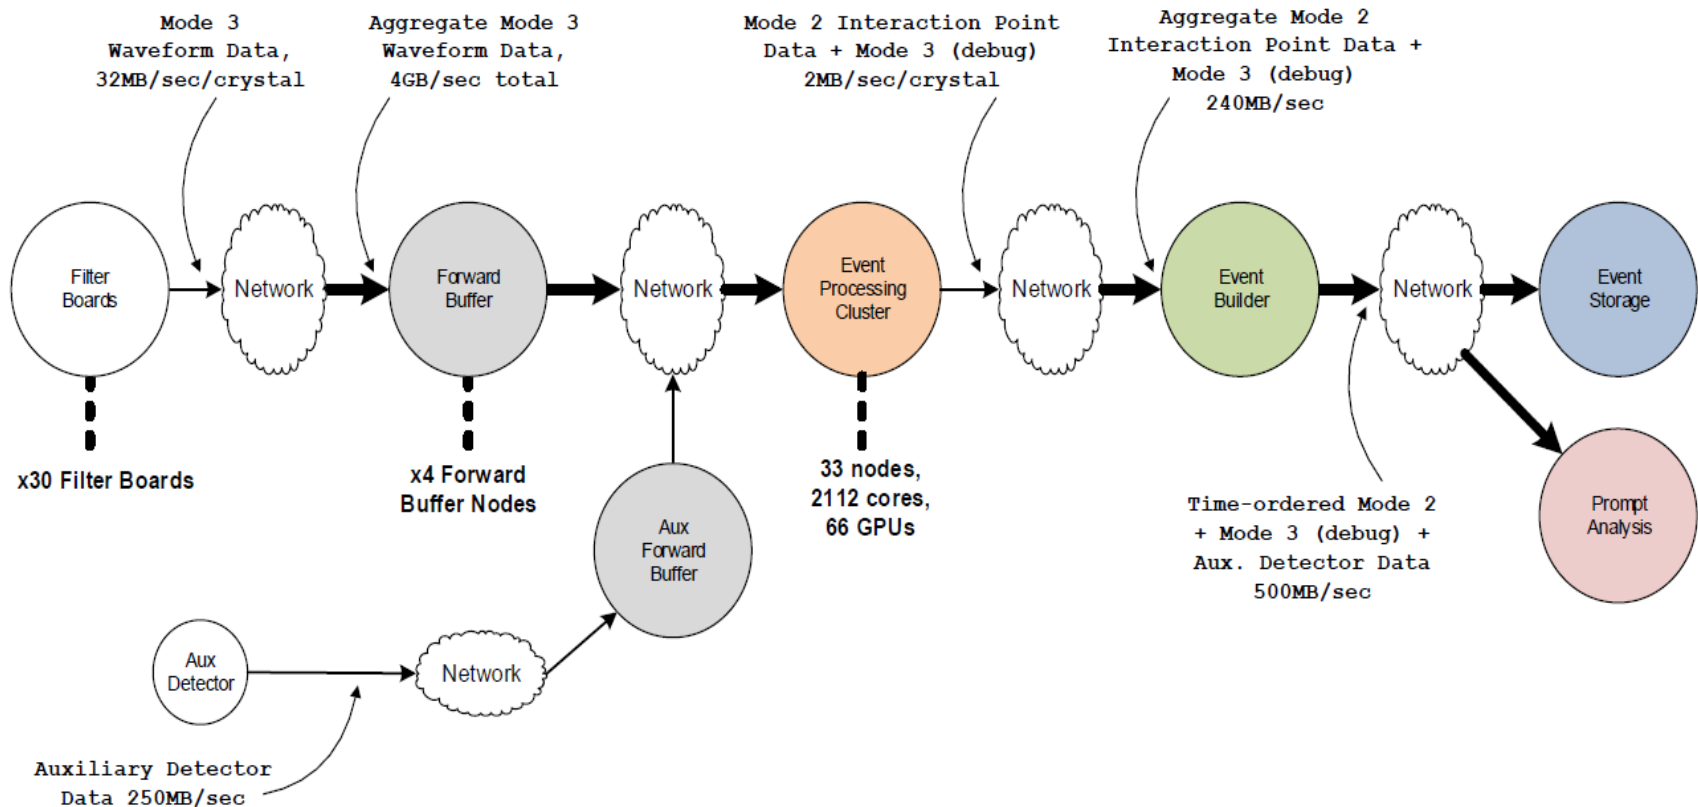 Mode 3
Waveform Data,
32MB/sec/crystal
Aggregate Mode 3
Waveform Data,
4GB/sec total
Mode 2 Interaction Point
Data + Mode 3 (debug)
2MB/sec/crystal
Aggregate Mode 2
Interaction Point Data +
Mode 3 (debug)
240MB/sec
Filter
Boards
Network
Forward
Buffer
Network
Event
Processing
Cluster
Network
Event
Builder
Network
Event
Storage
x30 Filter Boards
x4 Forward
Buffer Nodes
33 nodes,
2112 cores,
66 GPUs
Aux
Forward
Buffer
Time-ordered Mode 2
+ Mode 3 (debug) +
Aux. Detector Data
500MB/sec
Prompt
Analysis
Aux
Detector
Network
Auxiliary Detector
Data 250MB/sec